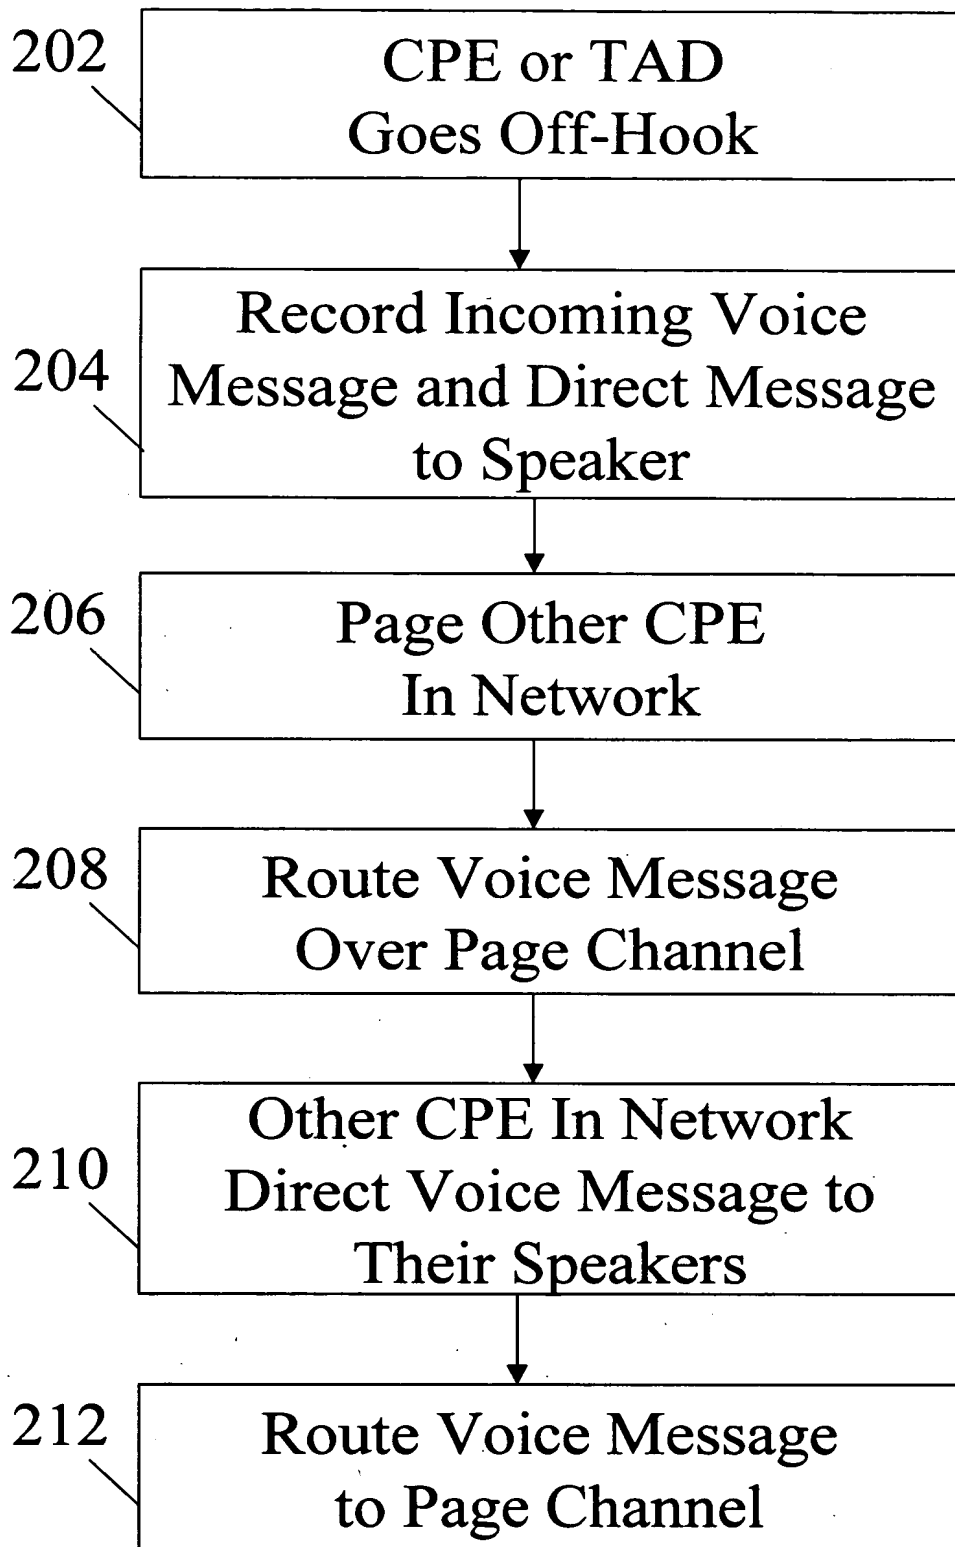 202
CPE or TAD
Goes Off-Hook
204
Record Incoming Voice
Message and Direct Message
to Speaker
206
Page Other CPE
In Network
208
Route Voice Message
Over Page Channel
210
Other CPE In Network
Direct Voice Message to
Their Speakers
212
Route Voice Message
to Page Channel